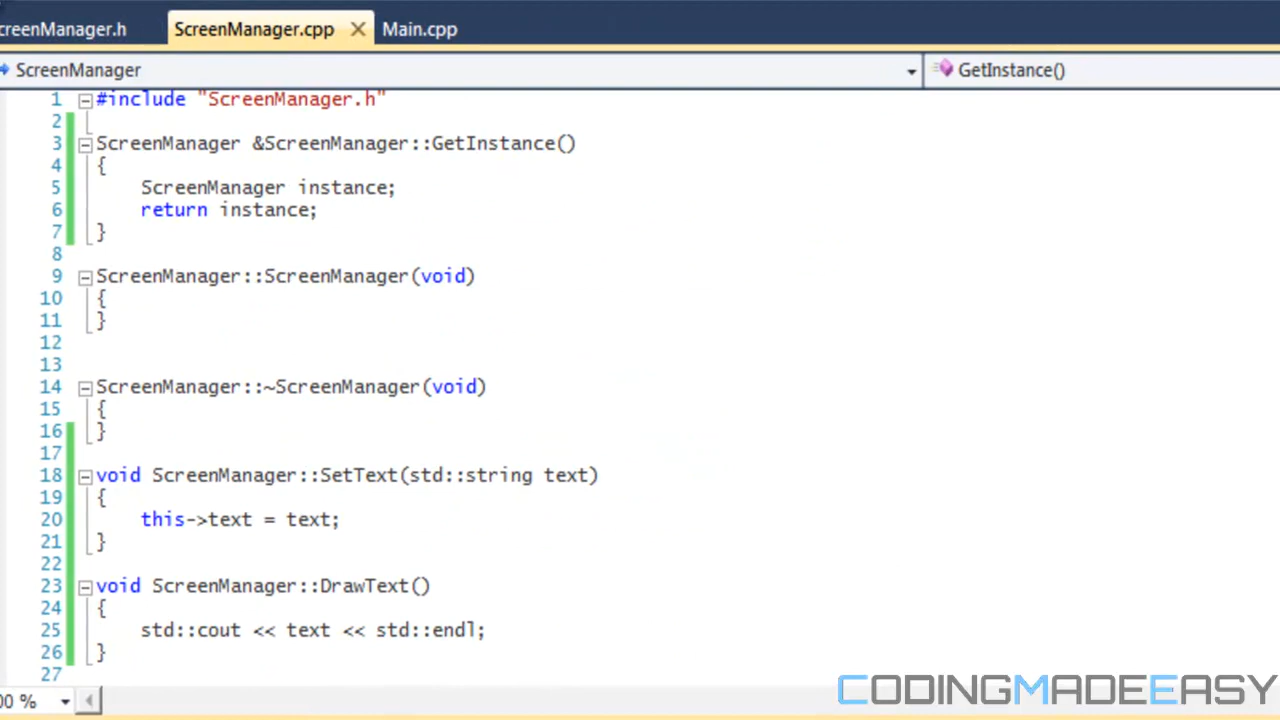 creenManager.h ScreenManager.cpp Main.cpp
ScreenManager GetInstance()
1 #include "ScreenManager.h"
2
3 ScreenManager &ScreenManager::GetInstance()
4 {
5 ScreenManager instance;
6 return instance;
7 }
8
9 ScreenManager::ScreenManager(void)
10 {
11 }
12
13
14 ScreenManager::~ScreenManager(void)
15 {
16 }
17
18 void ScreenManager::SetText(std::string text)
19 {
20 this->text = text;
21 }
22
23 void ScreenManager::DrawText()
24 {
25 std::cout << text << std::endl;
26 }
27
00 %
CODINGMADEEASY